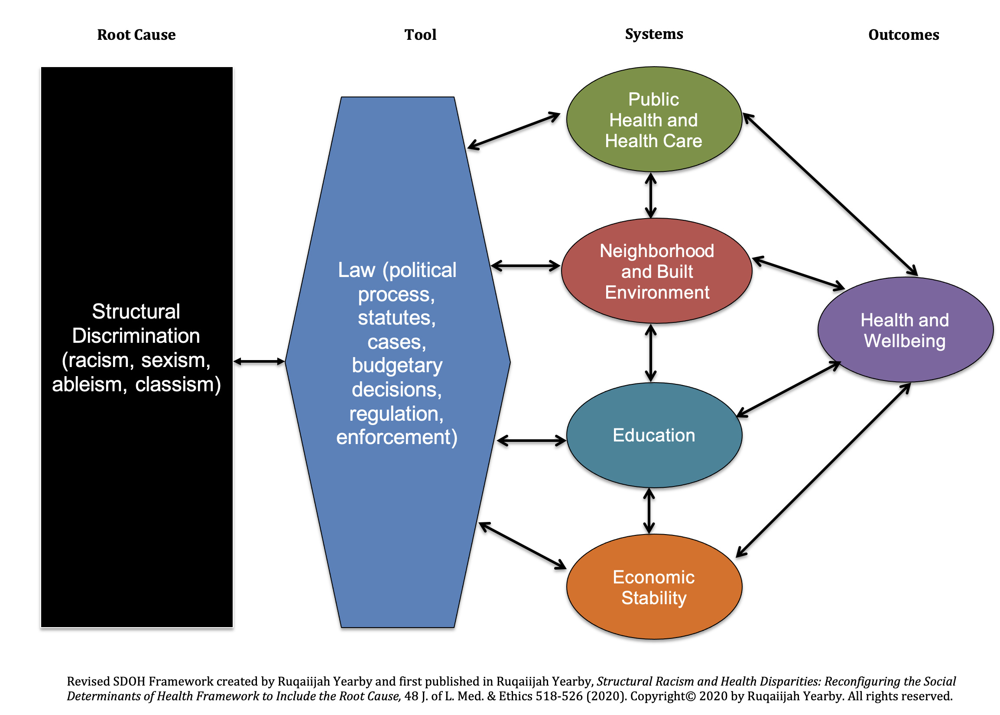 Root Cause
Tool
Systems
Outcomes
Structural
Discrimination
(racism, sexism,
ableism, classism)
Law (political
process,
statutes,
cases,
budgetary
decisions,
regulation,
enforcement)
Public
Health and
Health Care
Neighborhood
and Built
Environment
Education
Economic
Stability
Health and
Wellbeing
Revised SDOH Framework created by Ruqaiijah Yearby and first published in Ruqaiijah Yearby, Structural Racism and Health Disparities: Reconfiguring the Social
Determinants of Health Framework to Include the Root Cause, 48 J. of L. Med. & Ethics 518-526 (2020). Copyright© 2020 by Ruqaiijah Yearby. All rights reserved.